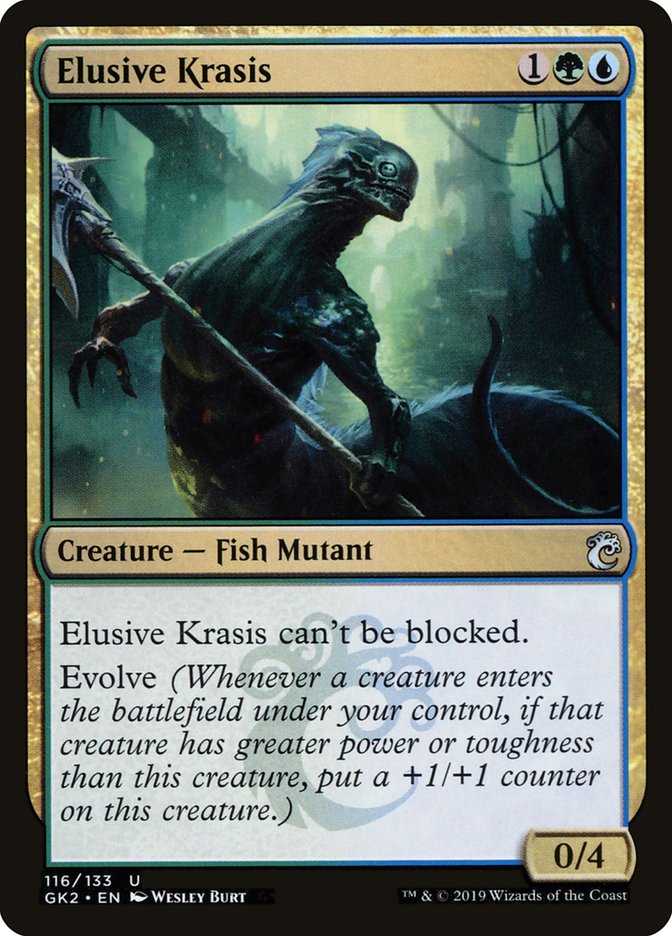 Elusive Krasis 1
Creature — Fish Mutant
Elusive Krasis can't be blocked.
Evolve (Whenever a creature enters
the battlefield under your control, if that
creature has greater power or toughness
than this creature, put a +1/+1 counter
on this creature.)
0/4
116/133 U
GK2 • EN Wesley Burt
™ & © 2019 Wizards of the Coast